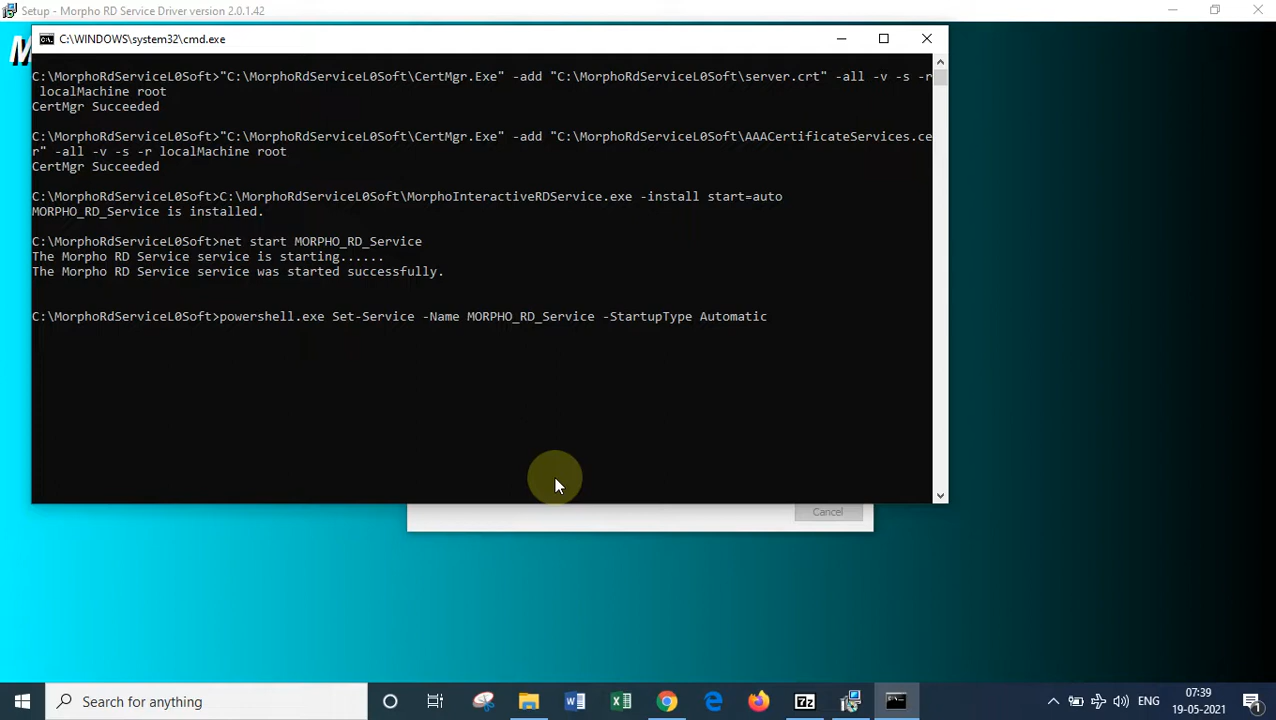 Setup - Morpho RD Service Driver version 2.0.1.42
C:\WINDOWS\system32\cmd.exe
C:\MorphoRdServiceL0Soft>"C:\MorphoRdServiceL0Soft\CertMgr.Exe" -add "C:\MorphoRdServiceL0Soft\server.crt" -all -v -s -r
localMachine root
CertMgr Succeeded
C:\MorphoRdServiceL0Soft>"C:\MorphoRdServiceL0Soft\CertMgr.Exe" -add "C:\MorphoRdServiceL0Soft\AAACertificateServices.ce
r" -all -v -s -r localMachine root
CertMgr Succeeded
C:\MorphoRdServiceL0Soft>C:\MorphoRdServiceL0Soft\MorphoInteractiveRDService.exe -install start=auto
MORPHO_RD_Service is installed.
C:\MorphoRdServiceL0Soft>net start MORPHO_RD_Service
The Morpho RD Service service is starting......
The Morpho RD Service service was started successfully.
C:\MorphoRdServiceL0Soft>powershell.exe Set-Service -Name MORPHO_RD_Service -StartupType Automatic
Cancel
Search for anything
ENG
07:39
19-05-2021
1